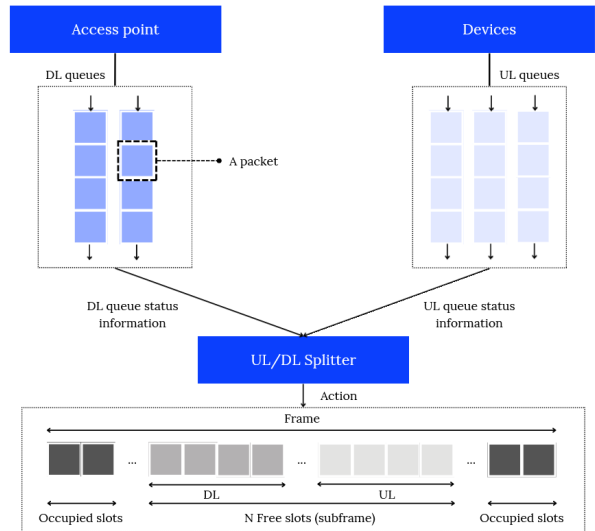 Access point
Devices
DL queues
UL queues
A packet
DL queue status
information
UL queue status
information
UL/DL Splitter
Action
Frame
...
...
...
DL
UL
Occupied slots
N Free slots (subframe)
Occupied slots